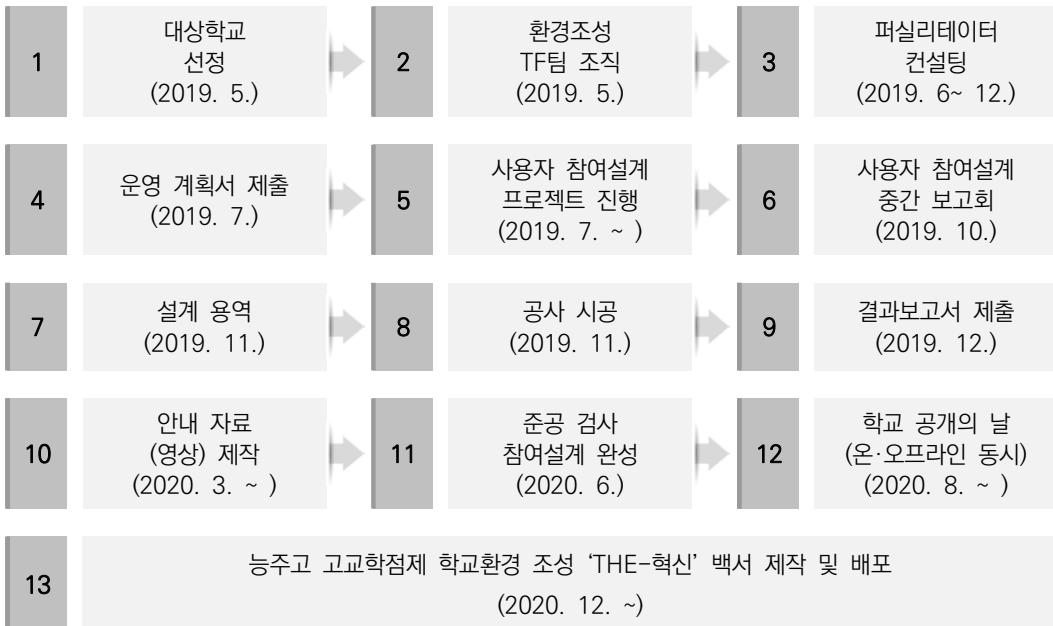 1
대상학교
선정
(2019. 5.)
2
환경조성
TF팀 조직
(2019. 5.)
3
퍼실리테이터
컨설팅
(2019. 6~ 12.)
4
운영 계획서 제출
(2019. 7.)
5
사용자 참여설계
프로젝트 진행
(2019. 7. ~ )
6
사용자 참여설계
중간 보고회
(2019. 10.)
7
설계 용역
(2019. 11.)
8
공사 시공
(2019. 11.)
9
결과보고서 제출
(2019. 12.)
10
안내 자료
(영상) 제작
(2020. 3. ~ )
11
준공 검사
참여설계 완성
(2020. 6.)
12
학교 공개의 날
(온·오프라인 동시)
(2020. 8. ~ )
13
능주고 고교학점제 학교환경 조성 ‘THE-혁신’ 백서 제작 및 배포
(2020. 12. ~)